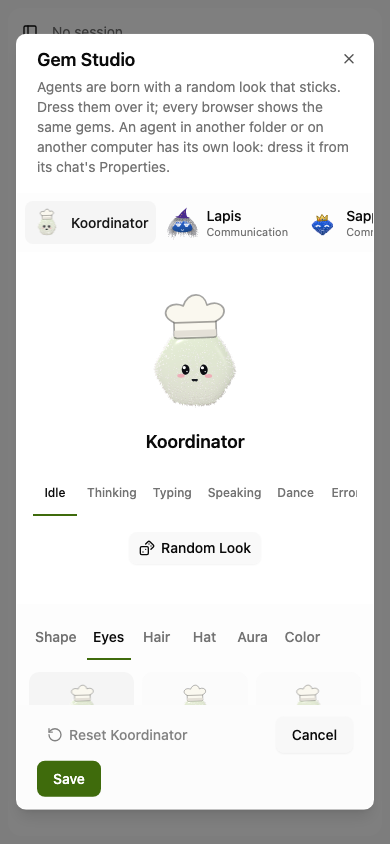 No session
Gem Studio
Agents are born with a random look that sticks.
Dress them over it; every browser shows the
same gems. An agent in another folder or on
another computer has its own look: dress it from
its chat's Properties.
Koordinator
Lapis
Communication
Sapp
Comm
Koordinator
Idle Thinking Typing Speaking Dance Error
Random Look
Shape Eyes Hair Hat Aura Color
Reset Koordinator
Cancel
Save